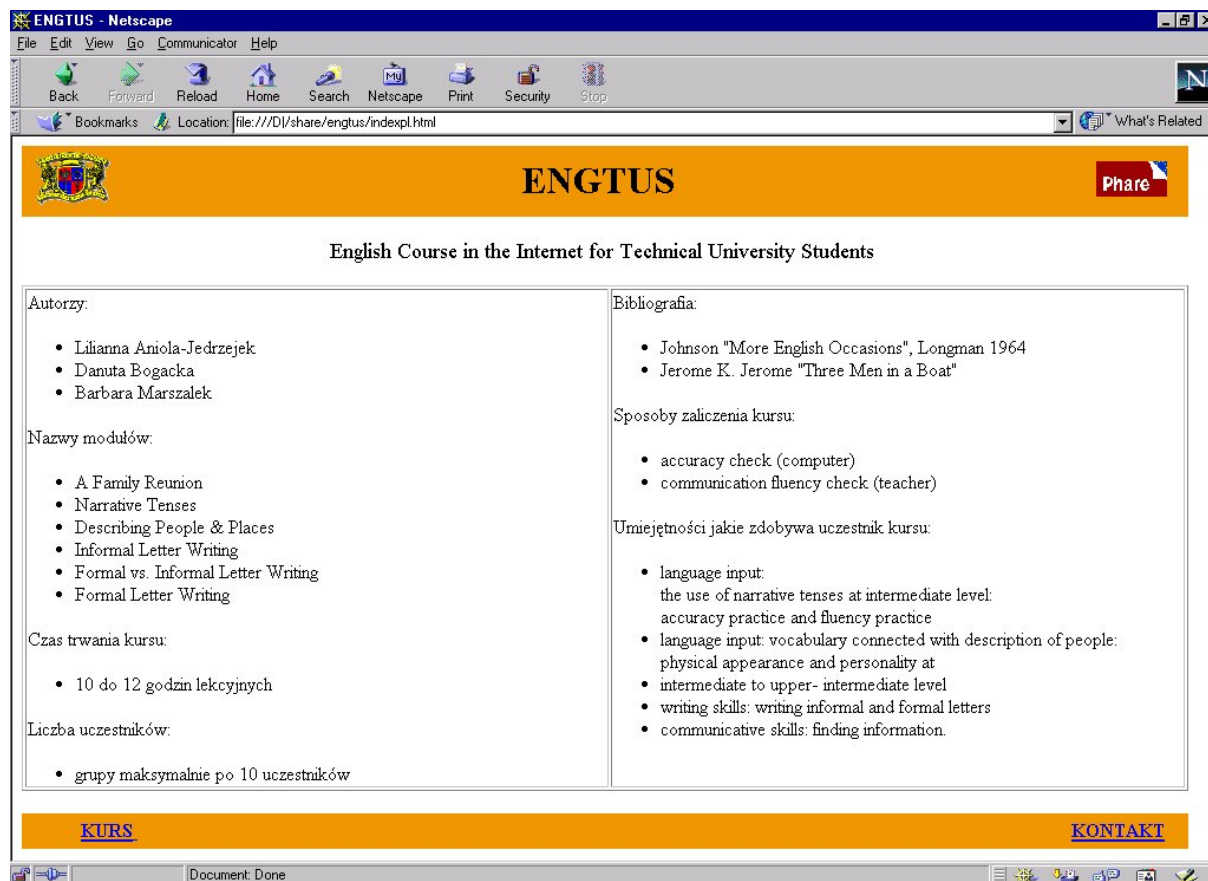 ENGTUS - Netscape
File Edit View Go Communicator Help
My
N
Back Forward Reload Home Search Netscape Print Security Stop
Bookmarks Location: file:///D|/share/engtus/indexpl.html What's Related
ENGTUS
Phare
English Course in the Internet for Technical University Students
Autorzy:
• Lilianna Aniola-Jedrzejek
• Danuta Bogacka
• Barbara Marszalek
Nazwy modułów:
• A Family Reunion
• Narrative Tenses
• Describing People & Places
• Informal Letter Writing
• Formal vs. Informal Letter Writing
• Formal Letter Writing
Czas trwania kursu:
• 10 do 12 godzin lekcyjnych
Liczba uczestników:
• grupy maksymalnie po 10 uczestników
Bibliografia:
• Johnson "More English Occasions", Longman 1964
• Jerome K. Jerome "Three Men in a Boat"
Sposoby zaliczenia kursu:
• accuracy check (computer)
• communication fluency check (teacher)
Umiejętności jakie zdobywa uczestnik kursu:
• language input:
the use of narrative tenses at intermediate level:
accuracy practice and fluency practice
• language input: vocabulary connected with description of people:
physical appearance and personality at
• intermediate to upper- intermediate level
• writing skills: writing informal and formal letters
• communicative skills: finding information.
KURS KONTAKT
Document: Done